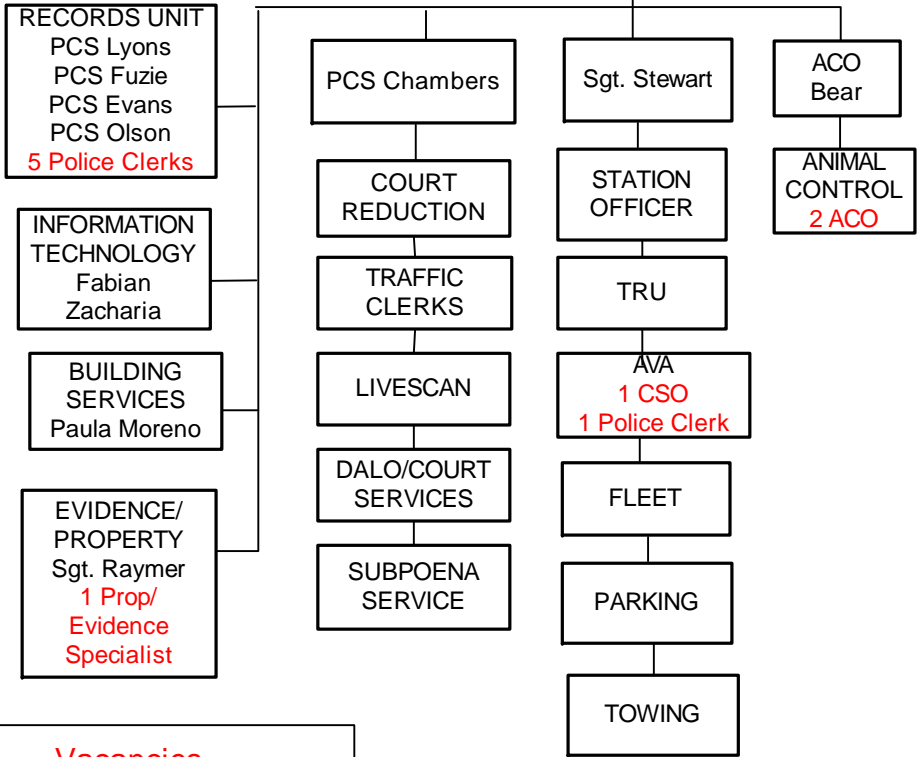 RECORDS UNIT
PCS Lyons
PCS Fuzie
PCS Evans
PCS Olson
5 Police Clerks
INFORMATION
TECHNOLOGY
Fabian
Zacharia
BUILDING
SERVICES
Paula Moreno
EVIDENCE/
PROPERTY
Sgt. Raymer
1 Prop/
Evidence
Specialist
PCS Chambers
COURT
REDUCTION
TRAFFIC
CLERKS
LIVESCAN
DALO/COURT
SERVICES
SUBPOENA
SERVICE
Sgt. Stewart
STATION
OFFICER
TRU
AVA
1 CSO
1 Police Clerk
FLEET
PARKING
TOWING
ACO
Bear
ANIMAL
CONTROL
2 ACO
Vacancies